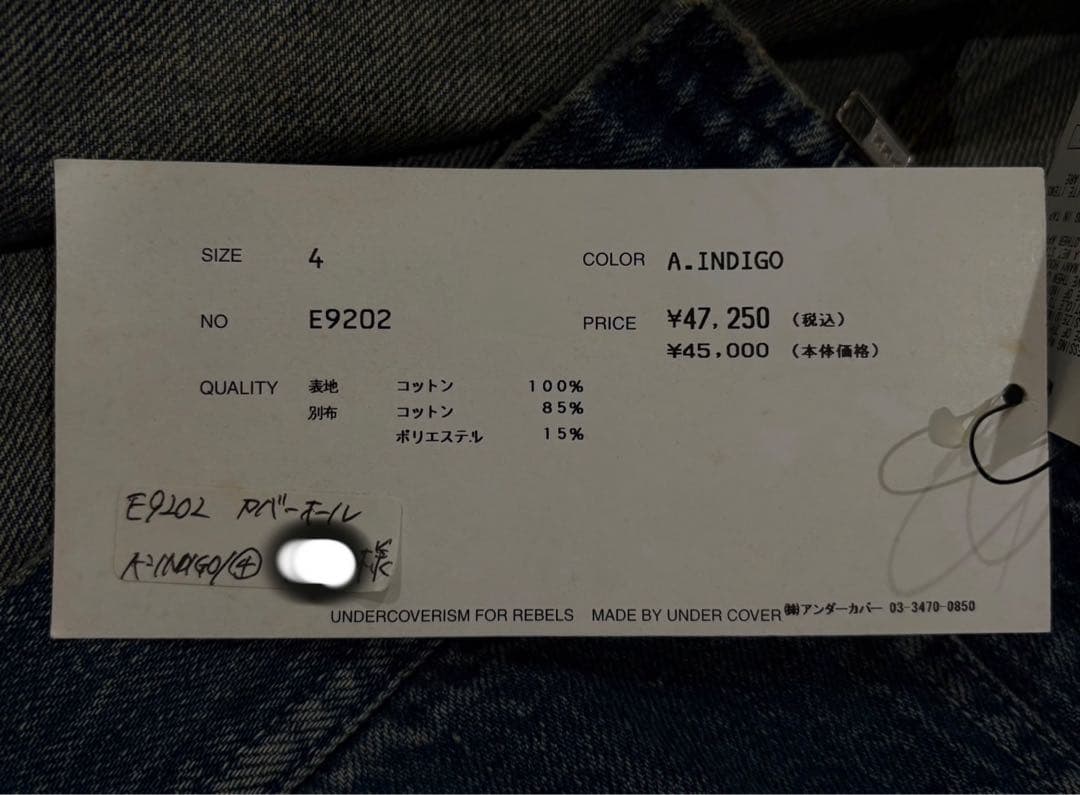 SIZE 4 COLOR A.INDIGO
NO E9202 PRICE ¥47,250 (税込)
¥45,000 (本体価格)
QUALITY 表地 コットン 100%
別布 コットン 85%
ポリエステル 15%
E9202 オーバーオール
A-INDIGO/④ 様
UNDERCOVERISM FOR REBELS MADE BY UNDER COVER ㈱アンダーカバー 03-3470-0850